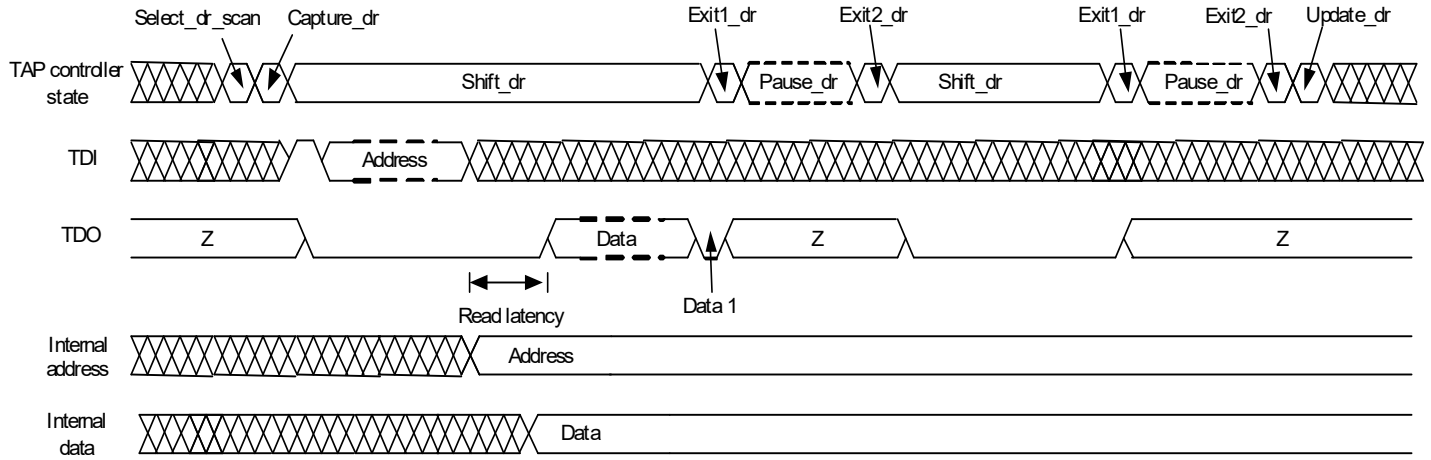 Select_dr_scan Capture_dr Exit1_dr Exit2_dr Exit1_dr Exit2_dr Update_dr
TAP controller
state
Shift_dr Pause_dr Shift_dr Pause_dr
TDI
Address
TDO
Z Data Z Z
Read latency
Data 1
Internal
address
Address
Internal
data
Data